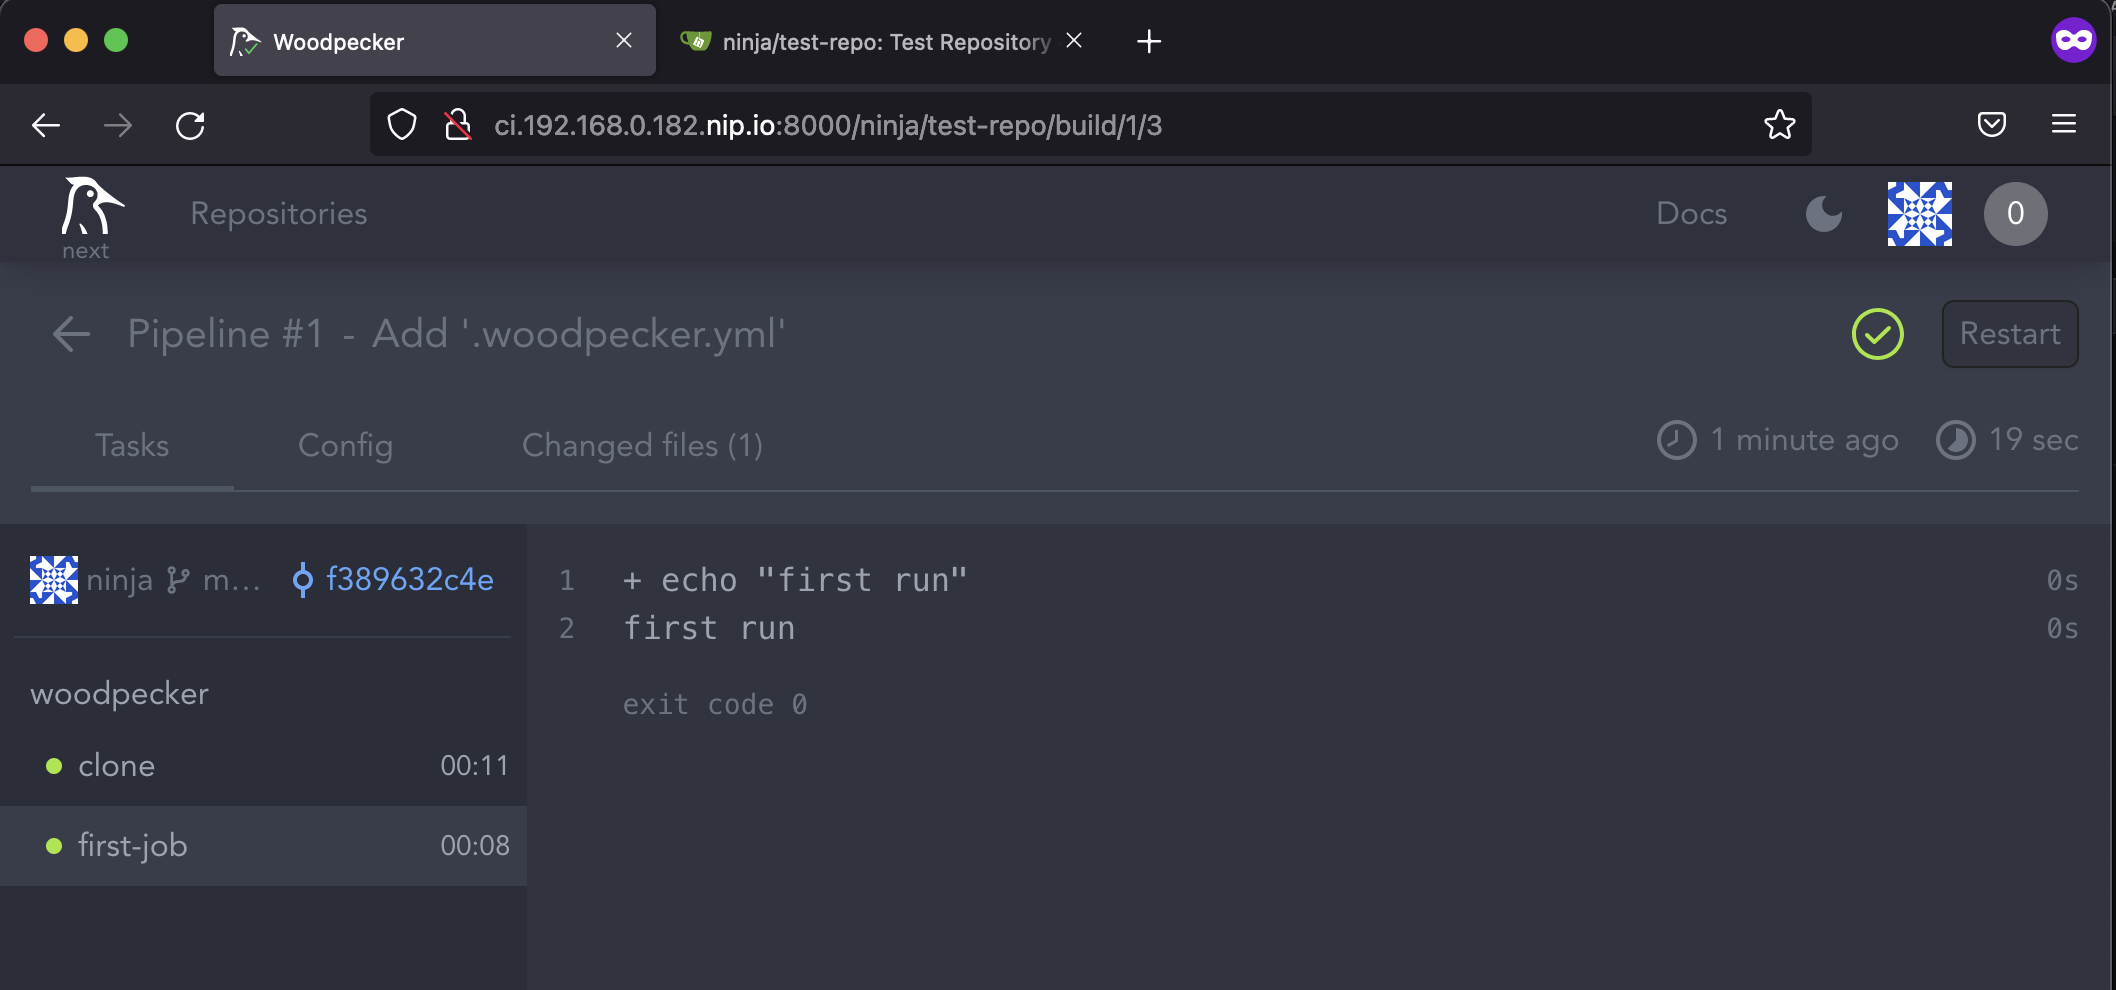 Woodpecker
ninja/test-repo: Test Repository
ci.192.168.0.182.nip.io:8000/ninja/test-repo/build/1/3
next
Repositories
Docs
0
Pipeline #1 - Add '.woodpecker.yml'
Restart
Tasks
Config
Changed files (1)
1 minute ago
19 sec
ninja
m...
f389632c4e
woodpecker
clone 00:11
first-job 00:08
1 + echo "first run" 0s
2 first run 0s
exit code 0